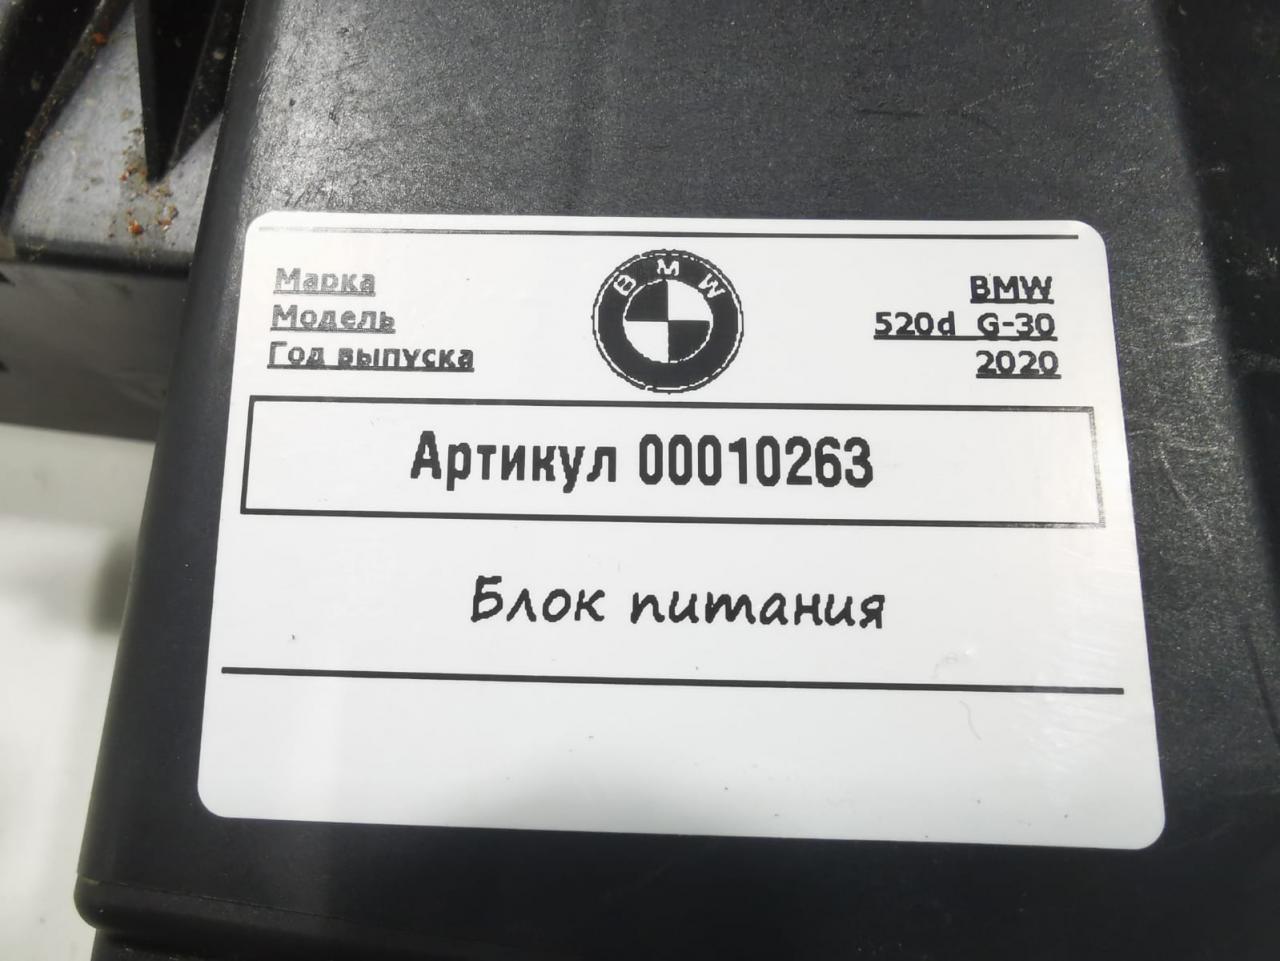 Марка BMW
Модель 520d G-30
Год выпуска 2020
BMW
Артикул 00010263
Блок питания